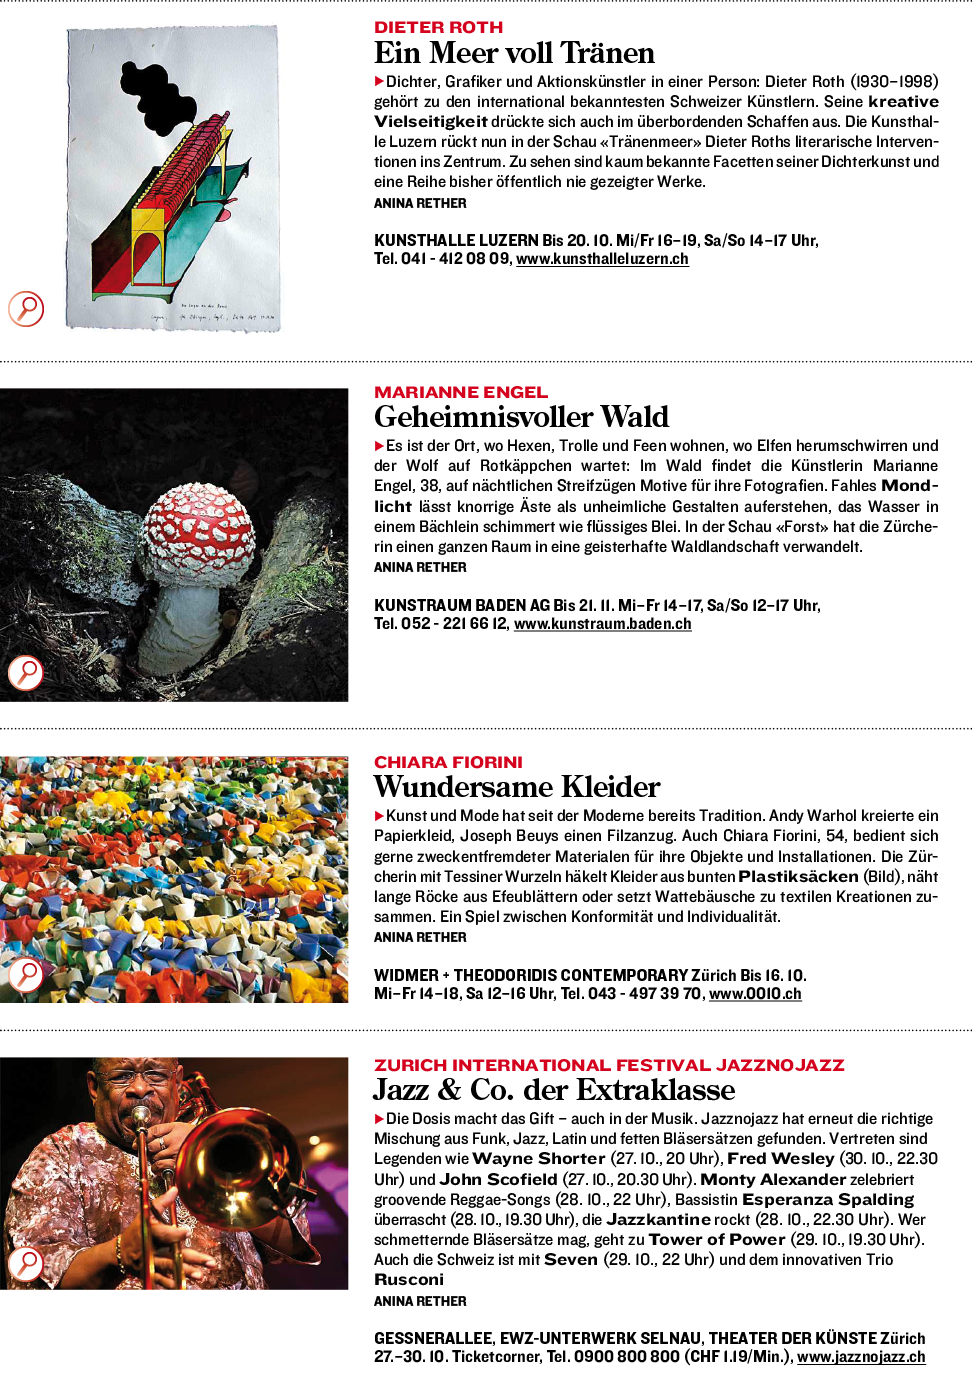 DIETER ROTH
Ein Meer voll Tränen
▶Dichter, Grafiker und Aktionskünstler in einer Person: Dieter Roth (1930–1998)
gehört zu den international bekanntesten Schweizer Künstlern. Seine kreative
Vielseitigkeit drückte sich auch im überbordenden Schaffen aus. Die Kunsthal-
le Luzern rückt nun in der Schau «Tränenmeer» Dieter Roths literarische Interven-
tionen ins Zentrum. Zu sehen sind kaum bekannte Facetten seiner Dichterkunst und
eine Reihe bisher öffentlich nie gezeigter Werke.
ANINA RETHER
KUNSTHALLE LUZERN Bis 20. 10. Mi/Fr 16–19, Sa/So 14–17 Uhr,
Tel. 041 - 412 08 09, www.kunsthalleluzern.ch
MARIANNE ENGEL
Geheimnisvoller Wald
▶Es ist der Ort, wo Hexen, Trolle und Feen wohnen, wo Elfen herumschwirren und
der Wolf auf Rotkäppchen wartet: Im Wald findet die Künstlerin Marianne
Engel, 38, auf nächtlichen Streifzügen Motive für ihre Fotografien. Fahles Mond-
licht lässt knorrige Äste als unheimliche Gestalten auferstehen, das Wasser in
einem Bächlein schimmert wie flüssiges Blei. In der Schau «Forst» hat die Zürche-
rin einen ganzen Raum in eine geisterhafte Waldlandschaft verwandelt.
ANINA RETHER
KUNSTRAUM BADEN AG Bis 21. 11. Mi–Fr 14–17, Sa/So 12–17 Uhr,
Tel. 052 - 221 66 12, www.kunstraum.baden.ch
CHIARA FIORINI
Wundersame Kleider
▶Kunst und Mode hat seit der Moderne bereits Tradition. Andy Warhol kreierte ein
Papierkleid, Joseph Beuys einen Filzanzug. Auch Chiara Fiorini, 54, bedient sich
gerne zweckentfremdeter Materialen für ihre Objekte und Installationen. Die Zür-
cherin mit Tessiner Wurzeln häkelt Kleider aus bunten Plastiksäcken (Bild), näht
lange Röcke aus Efeublättern oder setzt Wattebäusche zu textilen Kreationen zu-
sammen. Ein Spiel zwischen Konformität und Individualität.
ANINA RETHER
WIDMER + THEODORIDIS CONTEMPORARY Zürich Bis 16. 10.
Mi–Fr 14–18, Sa 12–16 Uhr, Tel. 043 - 497 39 70, www.0010.ch
ZURICH INTERNATIONAL FESTIVAL JAZZNOJAZZ
Jazz & Co. der Extraklasse
▶Die Dosis macht das Gift – auch in der Musik. Jazznojazz hat erneut die richtige
Mischung aus Funk, Jazz, Latin und fetten Bläsersätzen gefunden. Vertreten sind
Legenden wie Wayne Shorter (27. 10., 20 Uhr), Fred Wesley (30. 10., 22.30
Uhr) und John Scofield (27. 10., 20.30 Uhr). Monty Alexander zelebriert
groovende Reggae-Songs (28. 10., 22 Uhr), Bassistin Esperanza Spalding
überrascht (28. 10., 19.30 Uhr), die Jazzkantine rockt (28. 10., 22.30 Uhr). Wer
schmetternde Bläsersätze mag, geht zu Tower of Power (29. 10., 19.30 Uhr).
Auch die Schweiz ist mit Seven (29. 10., 22 Uhr) und dem innovativen Trio
Rusconi
ANINA RETHER
GESSNERALLEE, EWZ-UNTERWERK SELNAU, THEATER DER KÜNSTE Zürich
27.–30. 10. Ticketcorner, Tel. 0900 800 800 (CHF 1.19/Min.), www.jazznojazz.ch